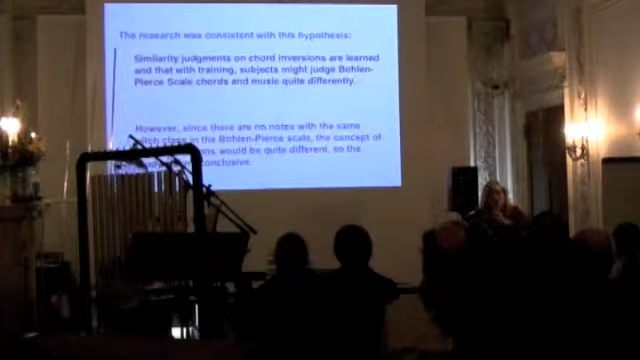 The research was consistent with this hypothesis:
Similarity judgments on chord inversions are learned
and that with training, subjects might judge Bohlen-
Pierce Scale chords and music quite differently.
However, since there are no notes with the same
pitch class in the Bohlen-Pierce scale, the concept of
would be quite different, so the
conclusive.